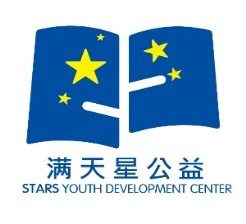 满天星公益
STARS YOUTH DEVELOPMENT CENTER